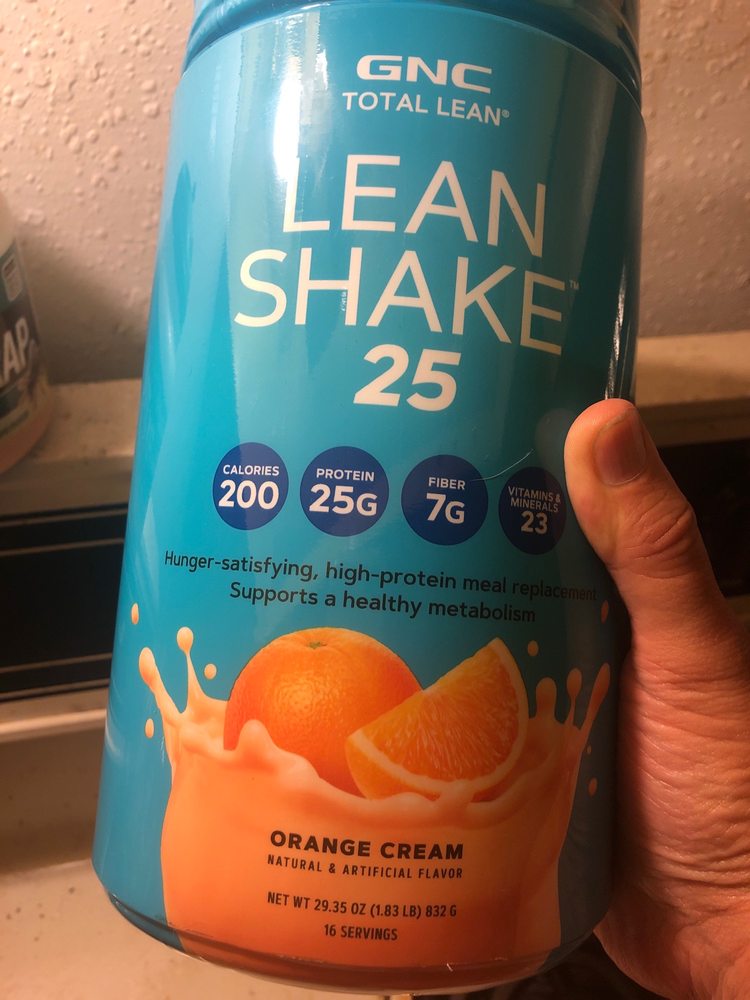 GNC
TOTAL LEAN®
LEAN
SHAKE™
25
CALORIES
200
PROTEIN
25G
FIBER
7G
VITAMINS &
MINERALS
23
Hunger-satisfying, high-protein meal replacement
Supports a healthy metabolism
ORANGE CREAM
NATURAL & ARTIFICIAL FLAVOR
NET WT 29.35 OZ (1.83 LB) 832 G
16 SERVINGS